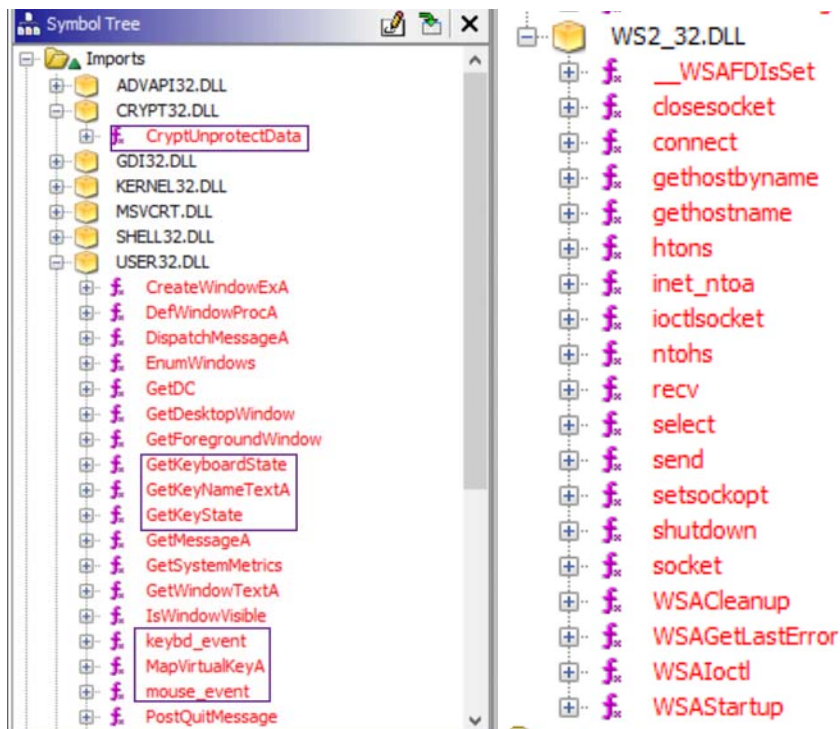 Symbol Tree
Imports
ADVAPI32.DLL
CRYPT32.DLL
CryptUnprotectData
GDI32.DLL
KERNEL32.DLL
MSVCRT.DLL
SHELL32.DLL
USER32.DLL
CreateWindowExA
DefWindowProcA
DispatchMessageA
EnumWindows
GetDC
GetDesktopWindow
GetForegroundWindow
GetKeyboardState
GetKeyNameTextA
GetKeyState
GetMessageA
GetSystemMetrics
GetWindowTextA
IsWindowVisible
keybd_event
MapVirtualKeyA
mouse_event
PostQuitMessage
WS2_32.DLL
__WSAFDIsSet
closesocket
connect
gethostbyname
gethostname
htons
inet_ntoa
ioctlsocket
ntohs
recv
select
send
setsockopt
shutdown
socket
WSACleanup
WSAGetLastError
WSAIoctl
WSAStartup